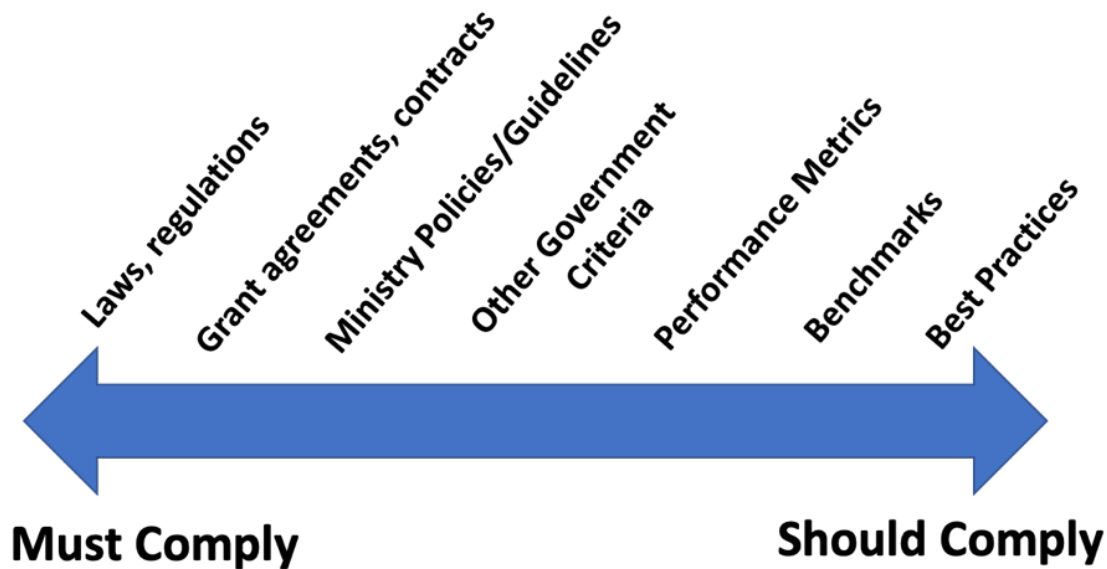 Laws, regulations
Grant agreements, contracts
Ministry Policies/Guidelines
Other Government
Criteria
Performance Metrics
Benchmarks
Best Practices
Must Comply
Should Comply